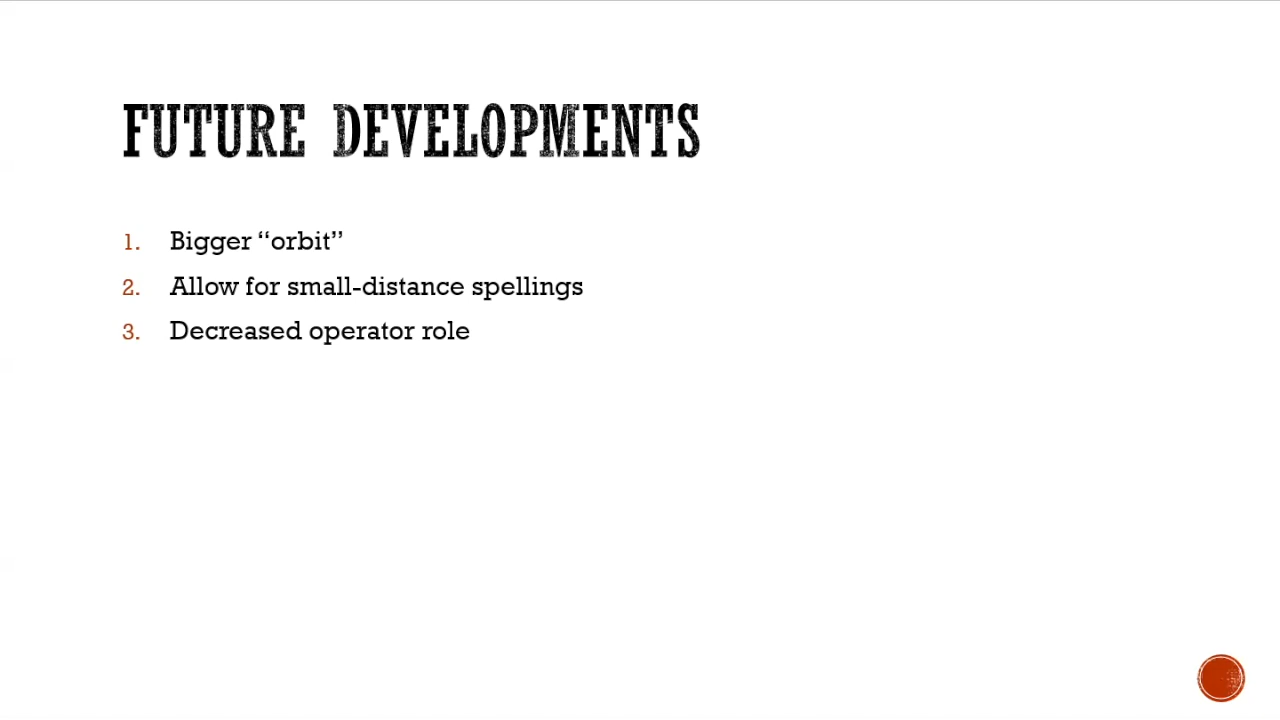 FUTURE DEVELOPMENTS
1. Bigger “orbit”
2. Allow for small-distance spellings
3. Decreased operator role